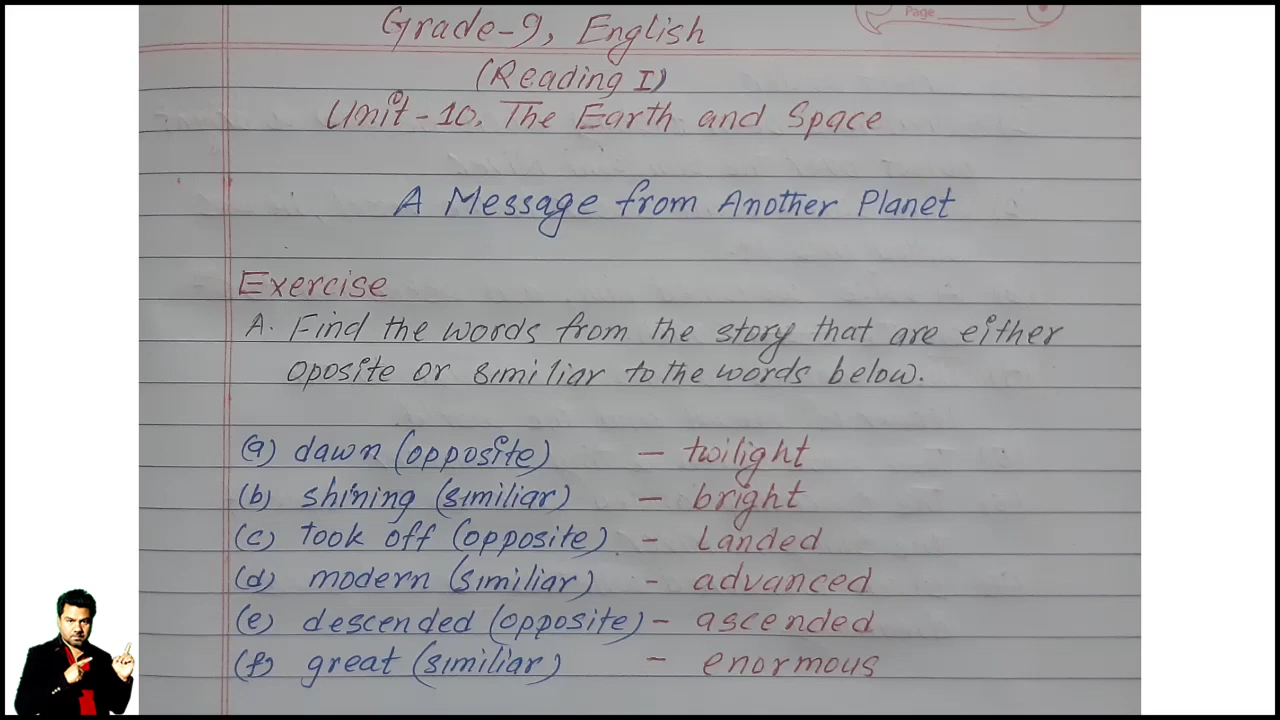 Page
Grade-9, English
(Reading I)
Unit-10. The Earth and Space
A Message from Another Planet
Exercise
A. Find the words from the story that are either
oposite or similiar to the words below.
(a) dawn (opposite) - twilight
(b) shining (similiar) - bright
(c) took off (opposite) - Landed
(d) modern (similiar) - advanced
(e) descended (opposite) - ascended
(f) great (similiar) - enormous